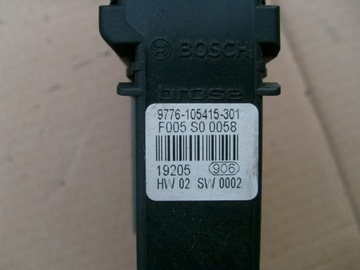 BOSCH
brose
9776-105415-301
F005 S0 0058
19205 906
HW 02 SW 0002